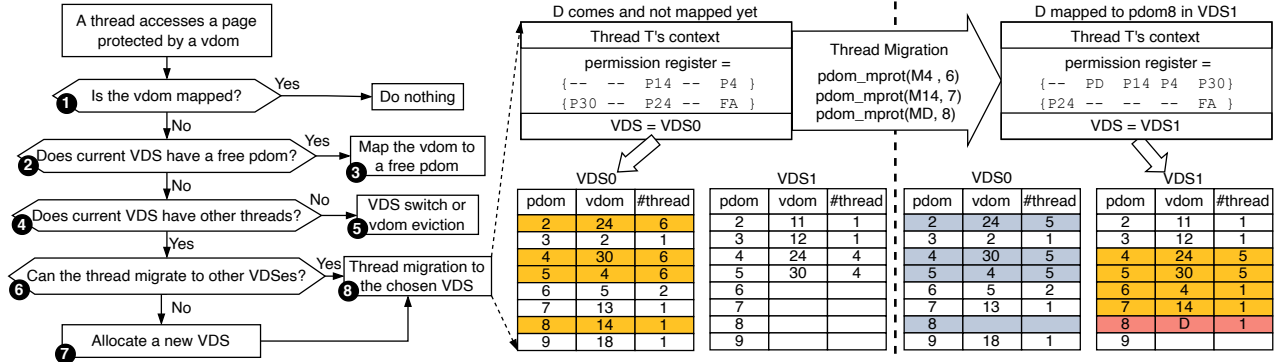 A thread accesses a page
protected by a vdom
1 Is the vdom mapped?
Yes
Do nothing
No
2 Does current VDS have a free pdom?
Yes
3 Map the vdom to
a free pdom
No
4 Does current VDS have other threads?
No
5 VDS switch or
vdom eviction
Yes
6 Can the thread migrate to other VDSes?
Yes
8 Thread migration to
the chosen VDS
No
7 Allocate a new VDS
D comes and not mapped yet
Thread T's context
permission register =
{-- -- P14 -- P4 }
{P30 -- P24 -- FA }
VDS = VDS0
Thread Migration
pdom_mprot(M4 , 6)
pdom_mprot(M14, 7)
pdom_mprot(MD, 8)
D mapped to pdom8 in VDS1
Thread T's context
permission register =
{-- PD P14 P4 P30}
{P24 -- -- -- FA }
VDS = VDS1
VDS0
pdom vdom #thread
2 24 6
3 2 1
4 30 6
5 4 6
6 5 2
7 13 1
8 14 1
9 18 1
VDS1
pdom vdom #thread
2 11 1
3 12 1
4 24 4
5 30 4
6
7
8
9
VDS0
pdom vdom #thread
2 24 5
3 2 1
4 30 5
5 4 5
6 5 2
7 13 1
8
9 18 1
VDS1
pdom vdom #thread
2 11 1
3 12 1
4 24 5
5 30 5
6 4 1
7 14 1
8 D 1
9